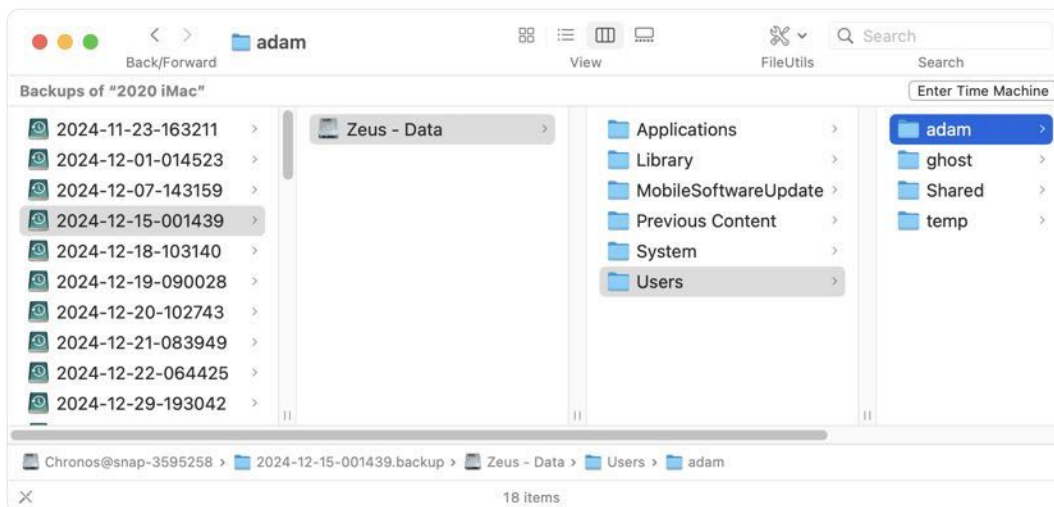 adam
Back/Forward
View
FileUtils
Search
Search
Backups of “2020 iMac”
Enter Time Machine
2024-11-23-163211
2024-12-01-014523
2024-12-07-143159
2024-12-15-001439
2024-12-18-103140
2024-12-19-090028
2024-12-20-102743
2024-12-21-083949
2024-12-22-064425
2024-12-29-193042
Zeus - Data
Applications
Library
MobileSoftwareUpdate
Previous Content
System
Users
adam
ghost
Shared
temp
Chronos@snap-3595258 › 2024-12-15-001439.backup › Zeus - Data › Users › adam
18 items